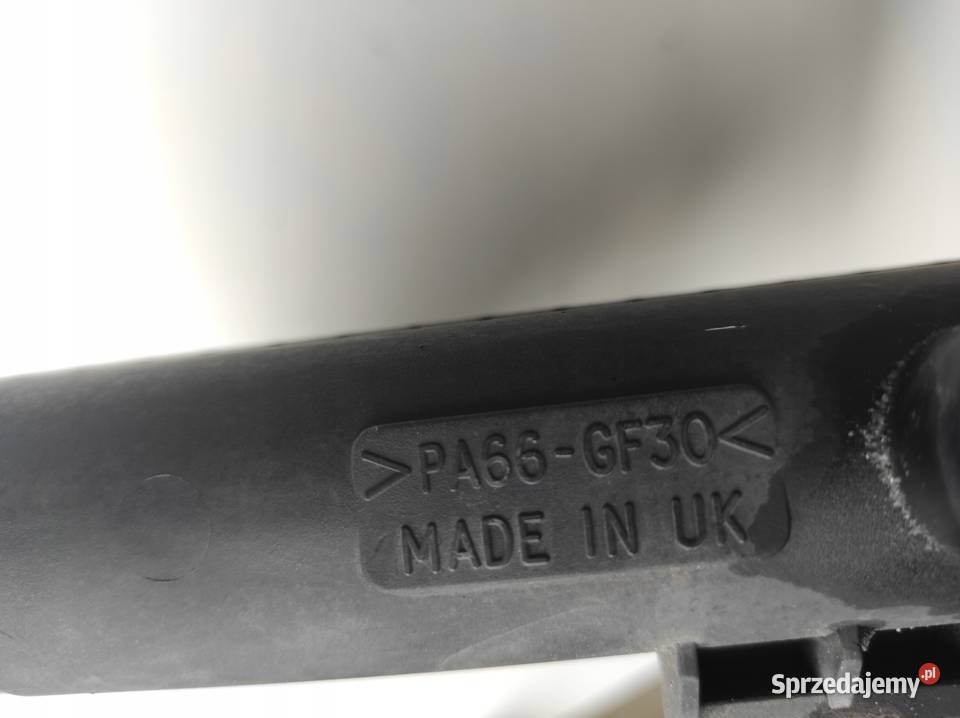 >PA66-GF30<
MADE IN UK
Sprzedajemy.pl